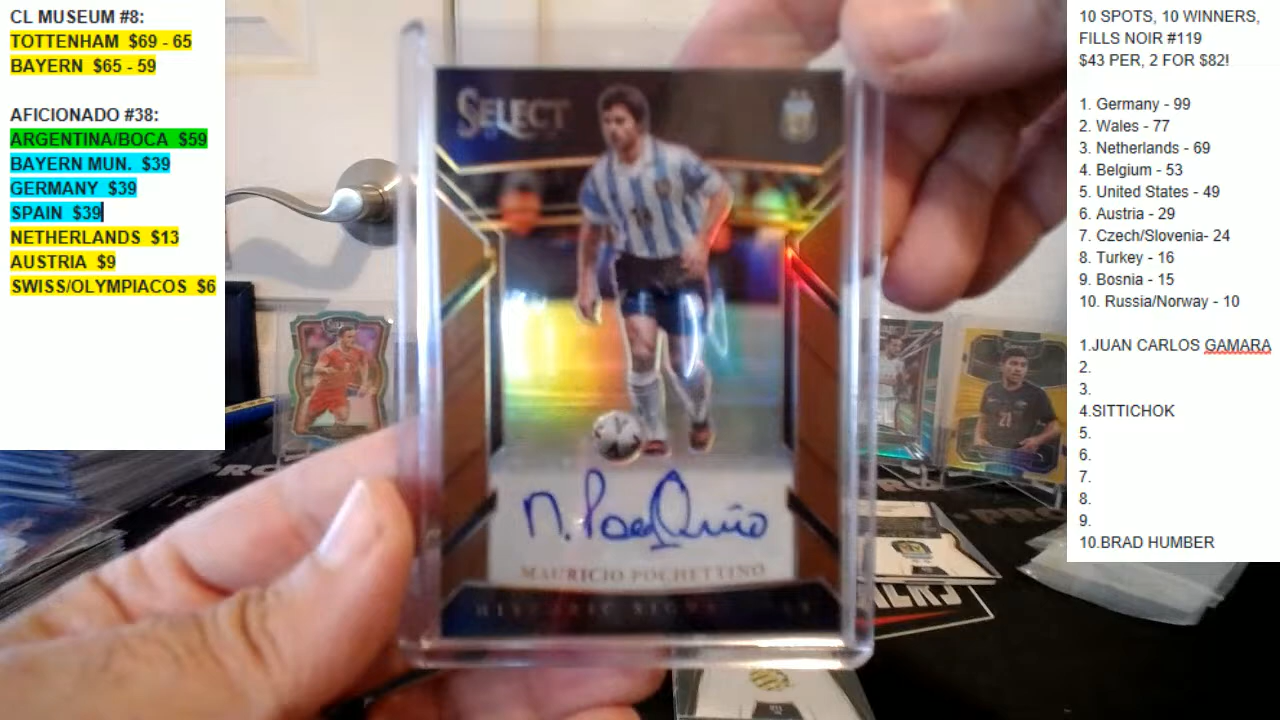 CL MUSEUM #8:
TOTTENHAM $69 - 65
BAYERN $65 - 59
AFICIONADO #38:
ARGENTINA/BOCA $59
BAYERN MUN. $39
GERMANY $39
SPAIN $39
NETHERLANDS $13
AUSTRIA $9
SWISS/OLYMPIACOS $6
SELECT
M. Pochettino
MAURICIO POCHETTINO
HISTORIC
21
10 SPOTS, 10 WINNERS,
FILLS NOIR #119
$43 PER, 2 FOR $82!
1. Germany - 99
2. Wales - 77
3. Netherlands - 69
4. Belgium - 53
5. United States - 49
6. Austria - 29
7. Czech/Slovenia- 24
8. Turkey - 16
9. Bosnia - 15
10. Russia/Norway - 10
1.JUAN CARLOS GAMARA
2.
3.
4.SITTICHOK
5.
6.
7.
8.
9.
10.BRAD HUMBER